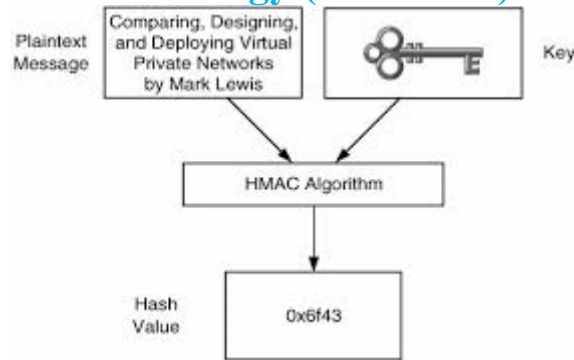 Plaintext
Message
Comparing, Designing,
and Deploying Virtual
Private Networks
by Mark Lewis
Key
HMAC Algorithm
Hash
Value
0x6f43